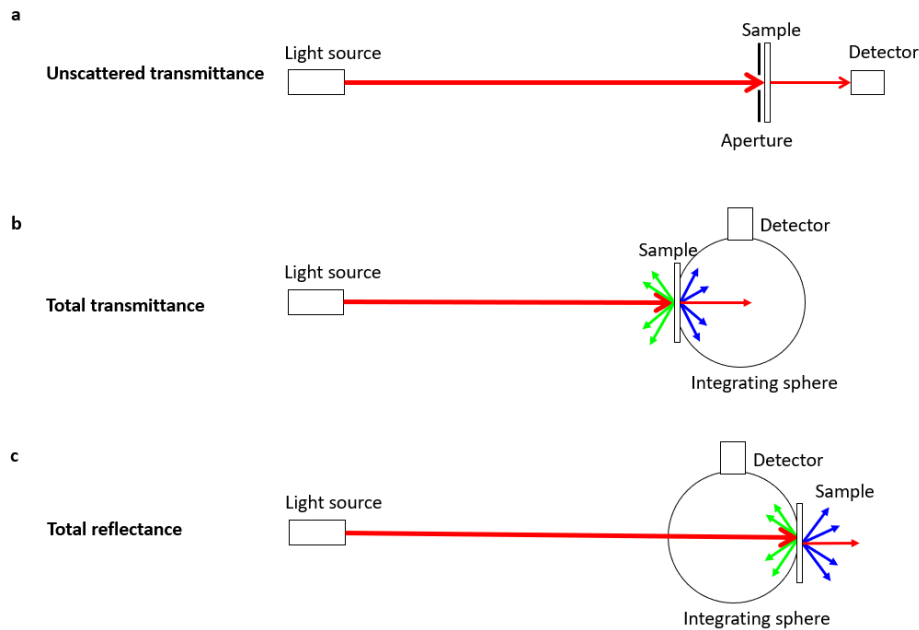 a
Unscattered transmittance
Light source
Sample
Detector
Aperture
b
Total transmittance
Light source
Sample
Detector
Integrating sphere
c
Total reflectance
Light source
Detector
Sample
Integrating sphere